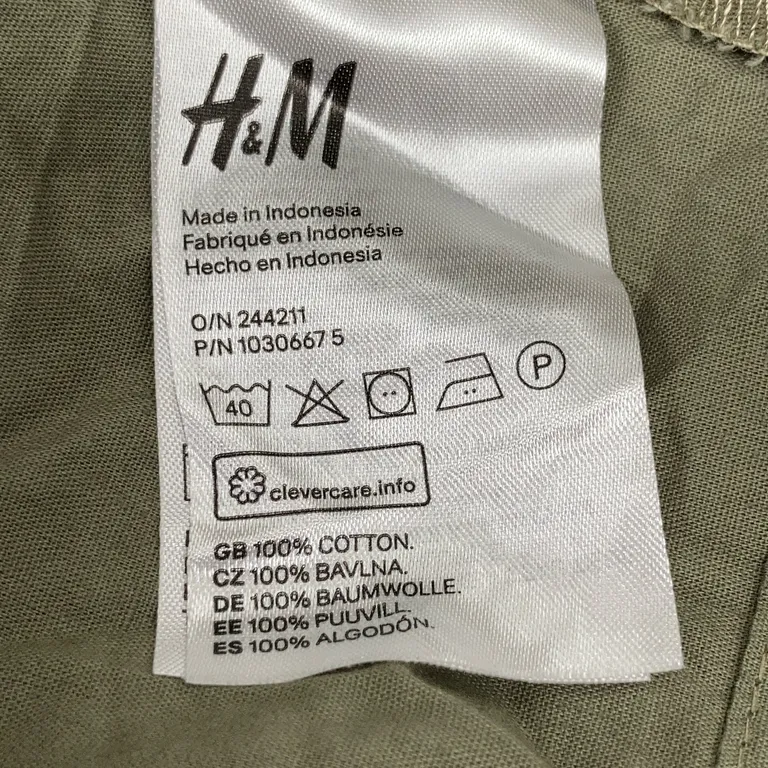 H&M
Made in Indonesia
Fabriqué en Indonésie
Hecho en Indonesia
O/N 244211
P/N 1030667 5
40
P
clevercare.info
GB 100% COTTON.
CZ 100% BAVLNA.
DE 100% BAUMWOLLE.
EE 100% PUUVILL.
ES 100% ALGODÓN.